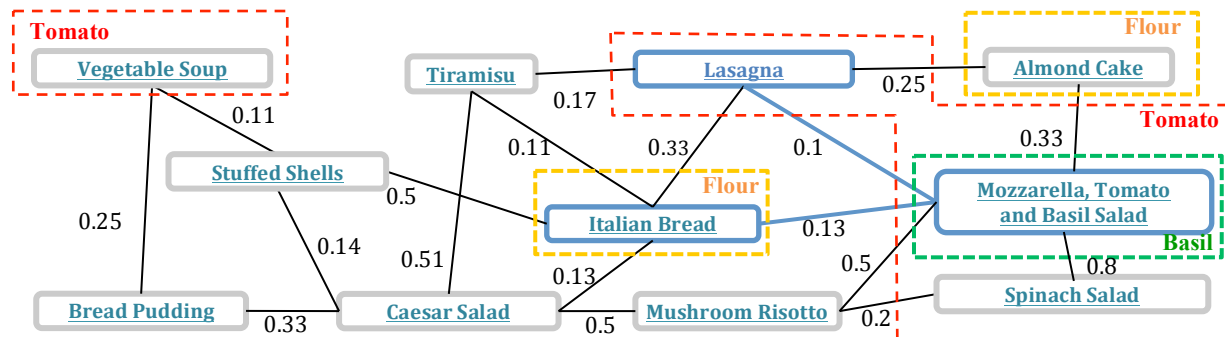 Tomato
Flour
Vegetable Soup
Tiramisu
Lasagna
Almond Cake
0.25
0.17
0.11
Tomato
0.11
0.33
0.1
0.33
Stuffed Shells
0.5
Flour
Mozzarella, Tomato
and Basil Salad
Italian Bread
0.25
0.13
Basil
0.14
0.51
0.13
0.5
0.8
Bread Pudding
0.33
Caesar Salad
0.5
Mushroom Risotto
0.2
Spinach Salad